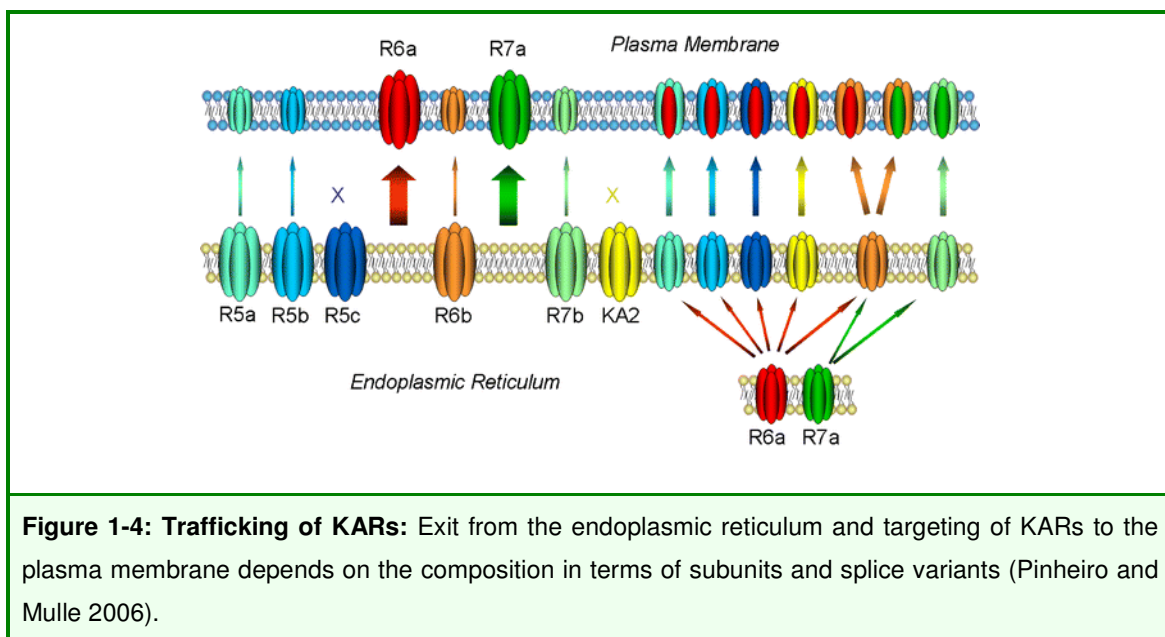 R6a R7a Plasma Membrane
X X
R5a R5b R5c R6b R7b KA2
Endoplasmic Reticulum
R6a R7a
Figure 1-4: Trafficking of KARs: Exit from the endoplasmic reticulum and targeting of KARs to the
plasma membrane depends on the composition in terms of subunits and splice variants (Pinheiro and
Mulle 2006).